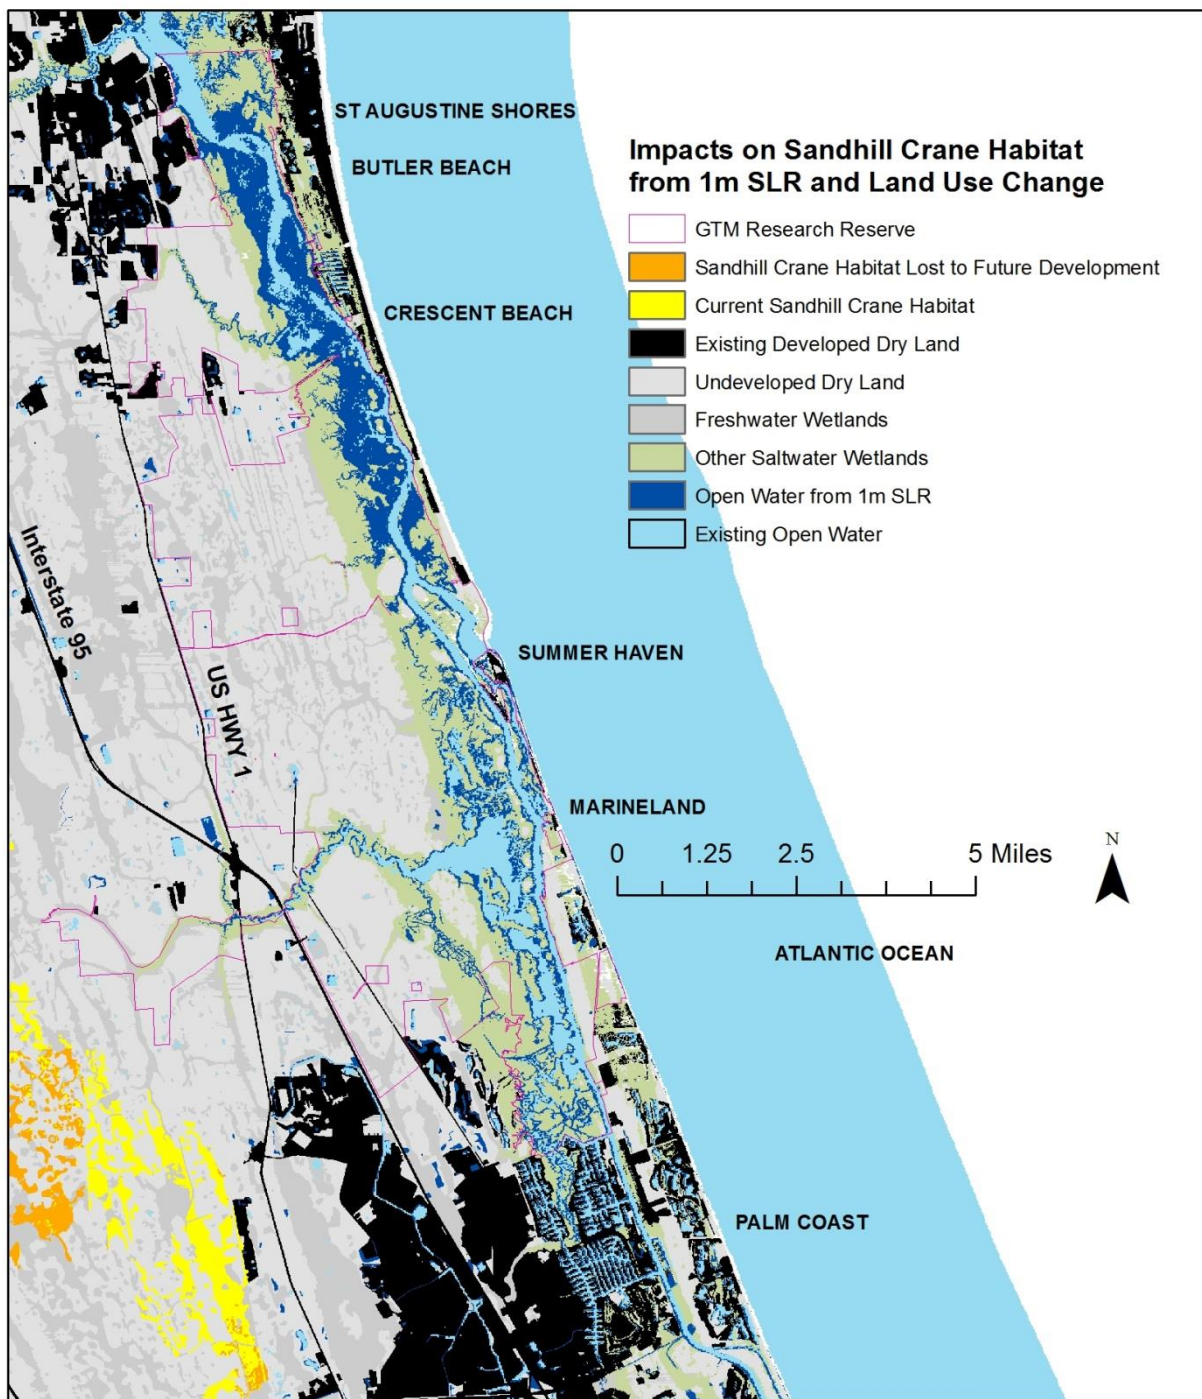 ST AUGUSTINE SHORES
BUTLER BEACH
Impacts on Sandhill Crane Habitat
from 1m SLR and Land Use Change
GTM Research Reserve
Sandhill Crane Habitat Lost to Future Development
Current Sandhill Crane Habitat
Existing Developed Dry Land
Undeveloped Dry Land
Freshwater Wetlands
Other Saltwater Wetlands
Open Water from 1m SLR
Existing Open Water
CRESCENT BEACH
Interstate 95
US HWY 1
SUMMER HAVEN
MARINELAND
0 1.25 2.5 5 Miles
N
ATLANTIC OCEAN
PALM COAST